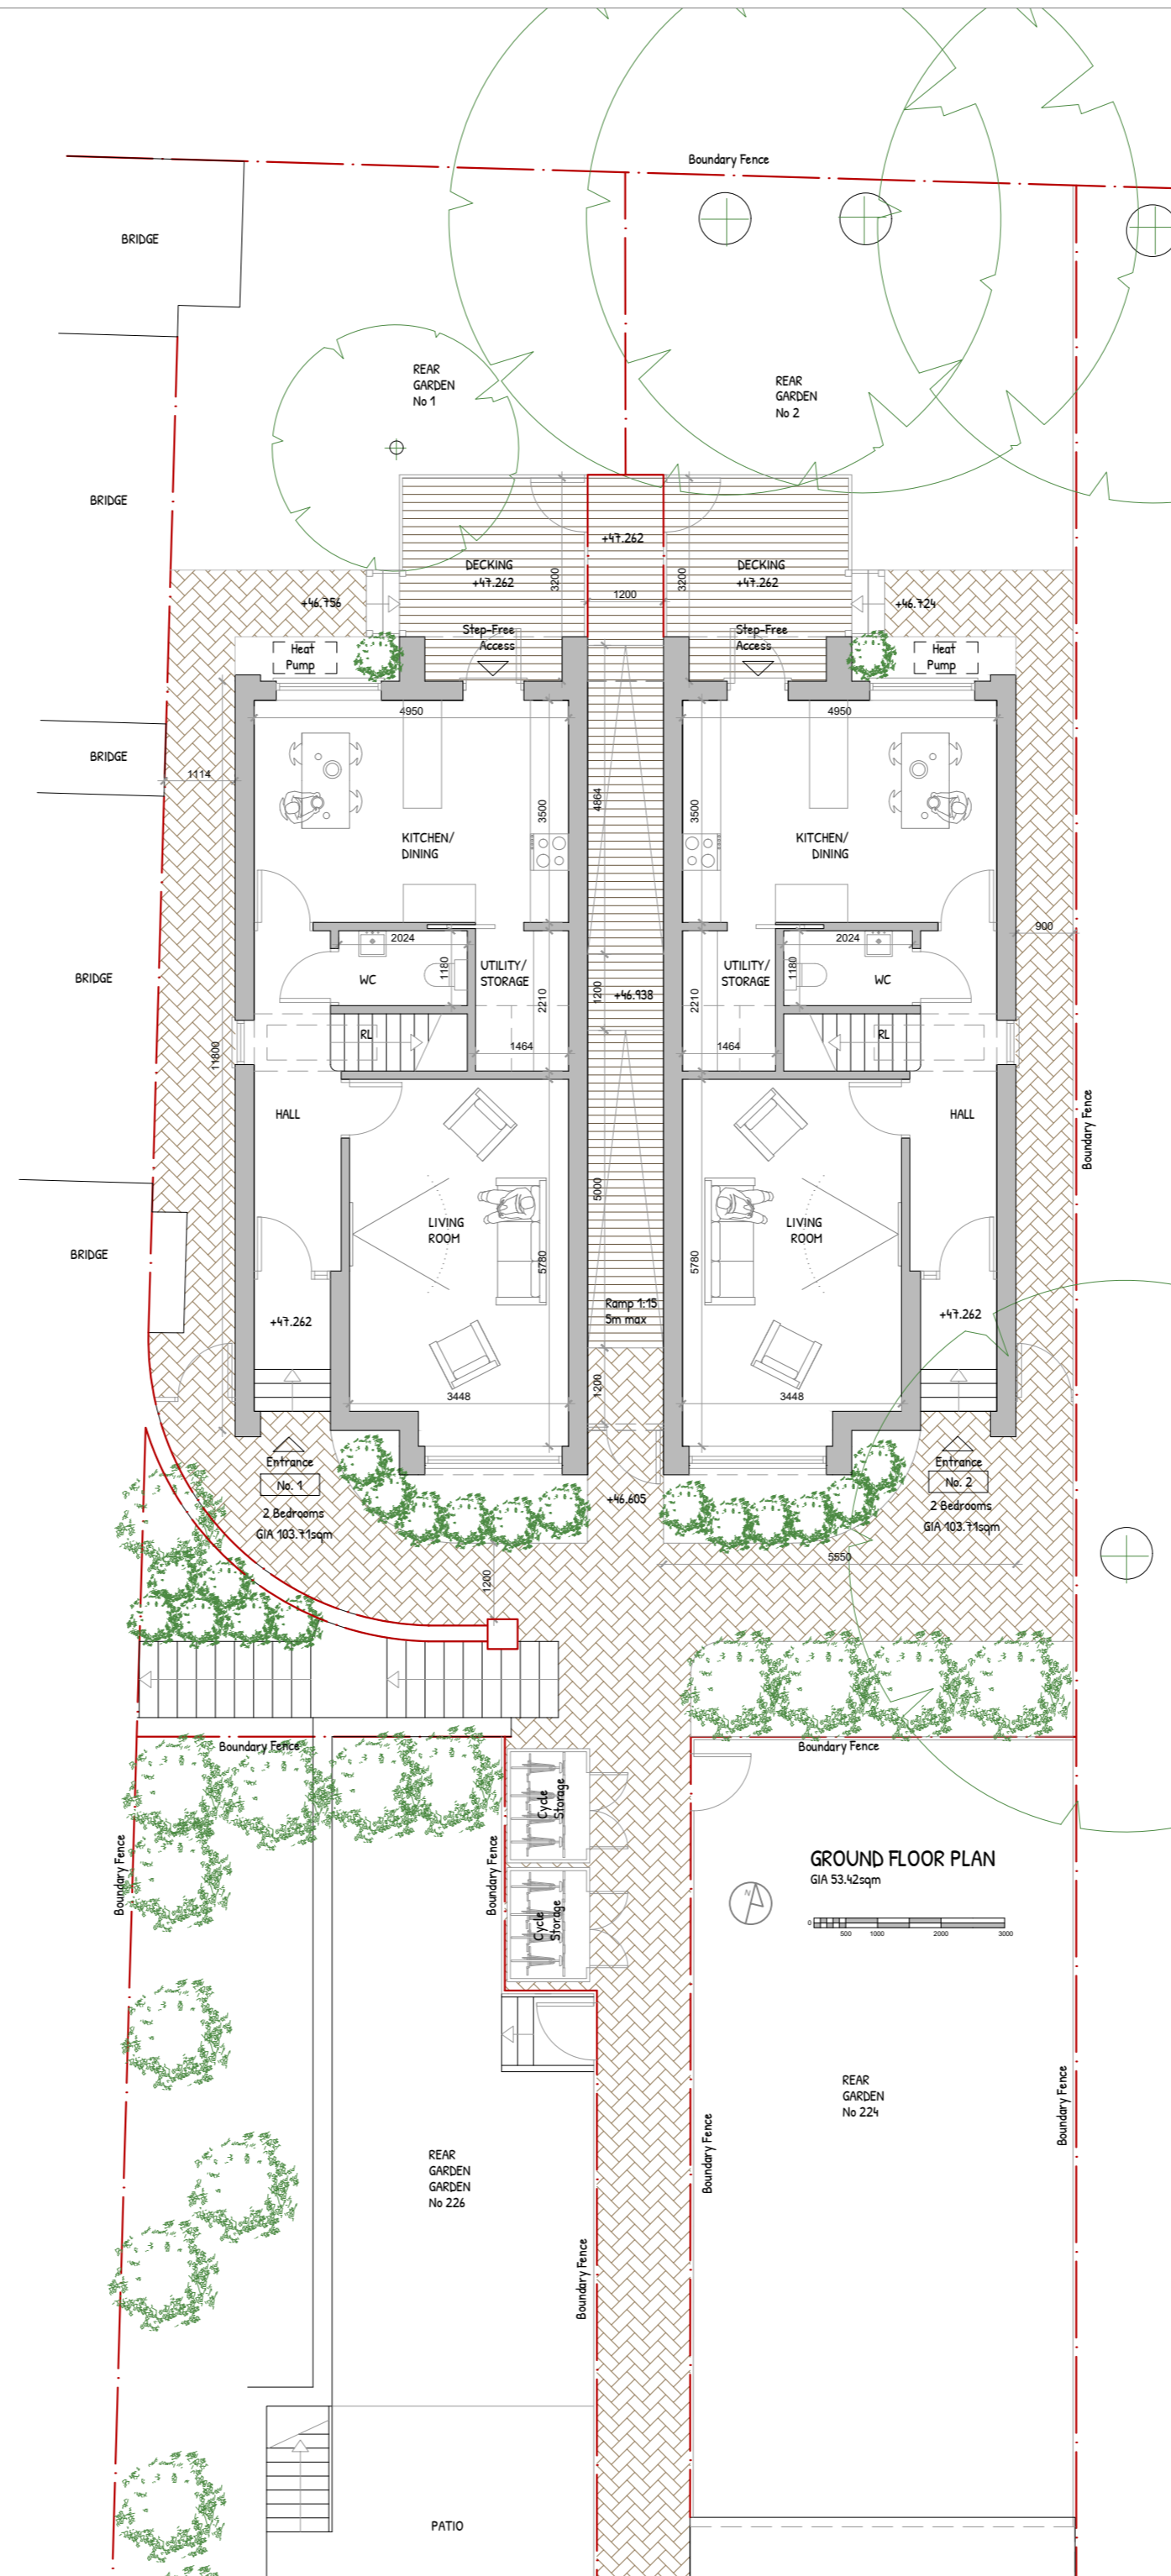 Boundary Fence
BRIDGE
REAR
GARDEN
No 1
REAR
GARDEN
No 2
BRIDGE
+47.262
DECKING
+47.262
DECKING
+47.262
3200
3200
1200
+46.756
+46.724
Step-Free
Access
Step-Free
Access
Heat
Pump
Heat
Pump
4950
4950
BRIDGE
1114
3500
4864
3500
KITCHEN/
DINING
KITCHEN/
DINING
900
2024
2024
1180
1180
WC
WC
UTILITY/
STORAGE
UTILITY/
STORAGE
BRIDGE
2210
1200
+46.938
2210
RL
RL
1464
1464
11800
HALL
HALL
Boundary Fence
LIVING
ROOM
LIVING
ROOM
5000
5780
5780
BRIDGE
Ramp 1:15
5m max
+47.262
+47.262
3448
1200
3448
Entrance
No. 1
2 Bedrooms
GIA 103.71sqm
Entrance
No. 2
2 Bedrooms
GIA 103.71sqm
+46.605
5550
1200
Boundary Fence
Boundary Fence
Cycle
Storage
Boundary Fence
Boundary Fence
Cycle
Storage
GROUND FLOOR PLAN
GIA 53.42sqm
N
0
500
1000
2000
3000
REAR
GARDEN
No 224
Boundary Fence
Boundary Fence
REAR
GARDEN
GARDEN
No 226
Boundary Fence
PATIO